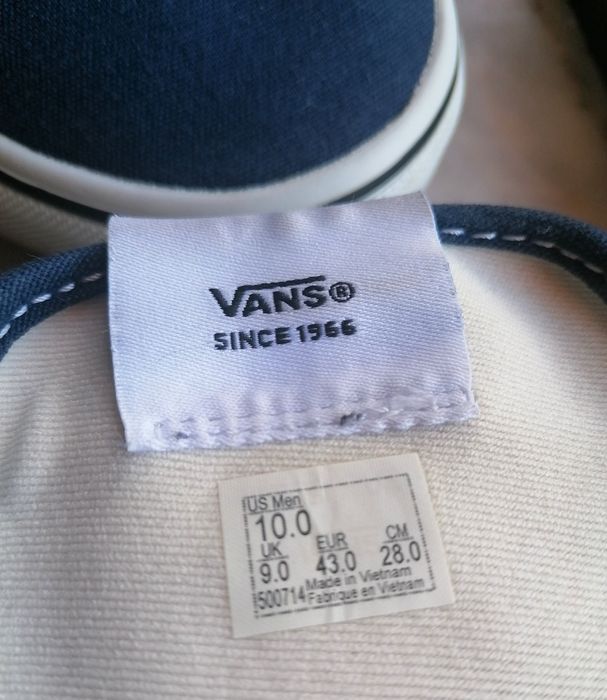 VANS®
SINCE 1966
US Men
10.0
UK EUR CM
9.0 43.0 28.0
500714 Made in Vietnam
Fabriqué en Vietnam